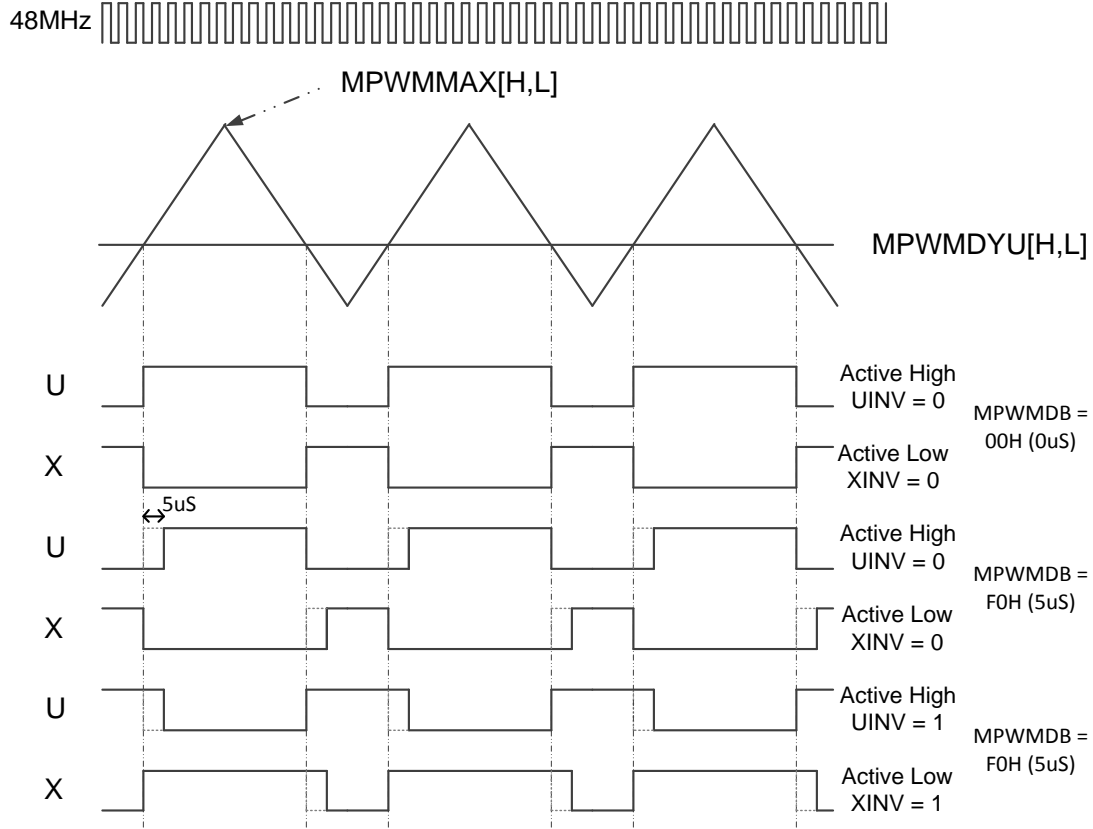 48MHz
MPWMMAX[H,L]
MPWMDYU[H,L]
U
Active High
UINV = 0
MPWMDB =
00H (0uS)
X
Active Low
XINV = 0
5uS
U
Active High
UINV = 0
MPWMDB =
F0H (5uS)
X
Active Low
XINV = 0
U
Active High
UINV = 1
MPWMDB =
F0H (5uS)
X
Active Low
XINV = 1